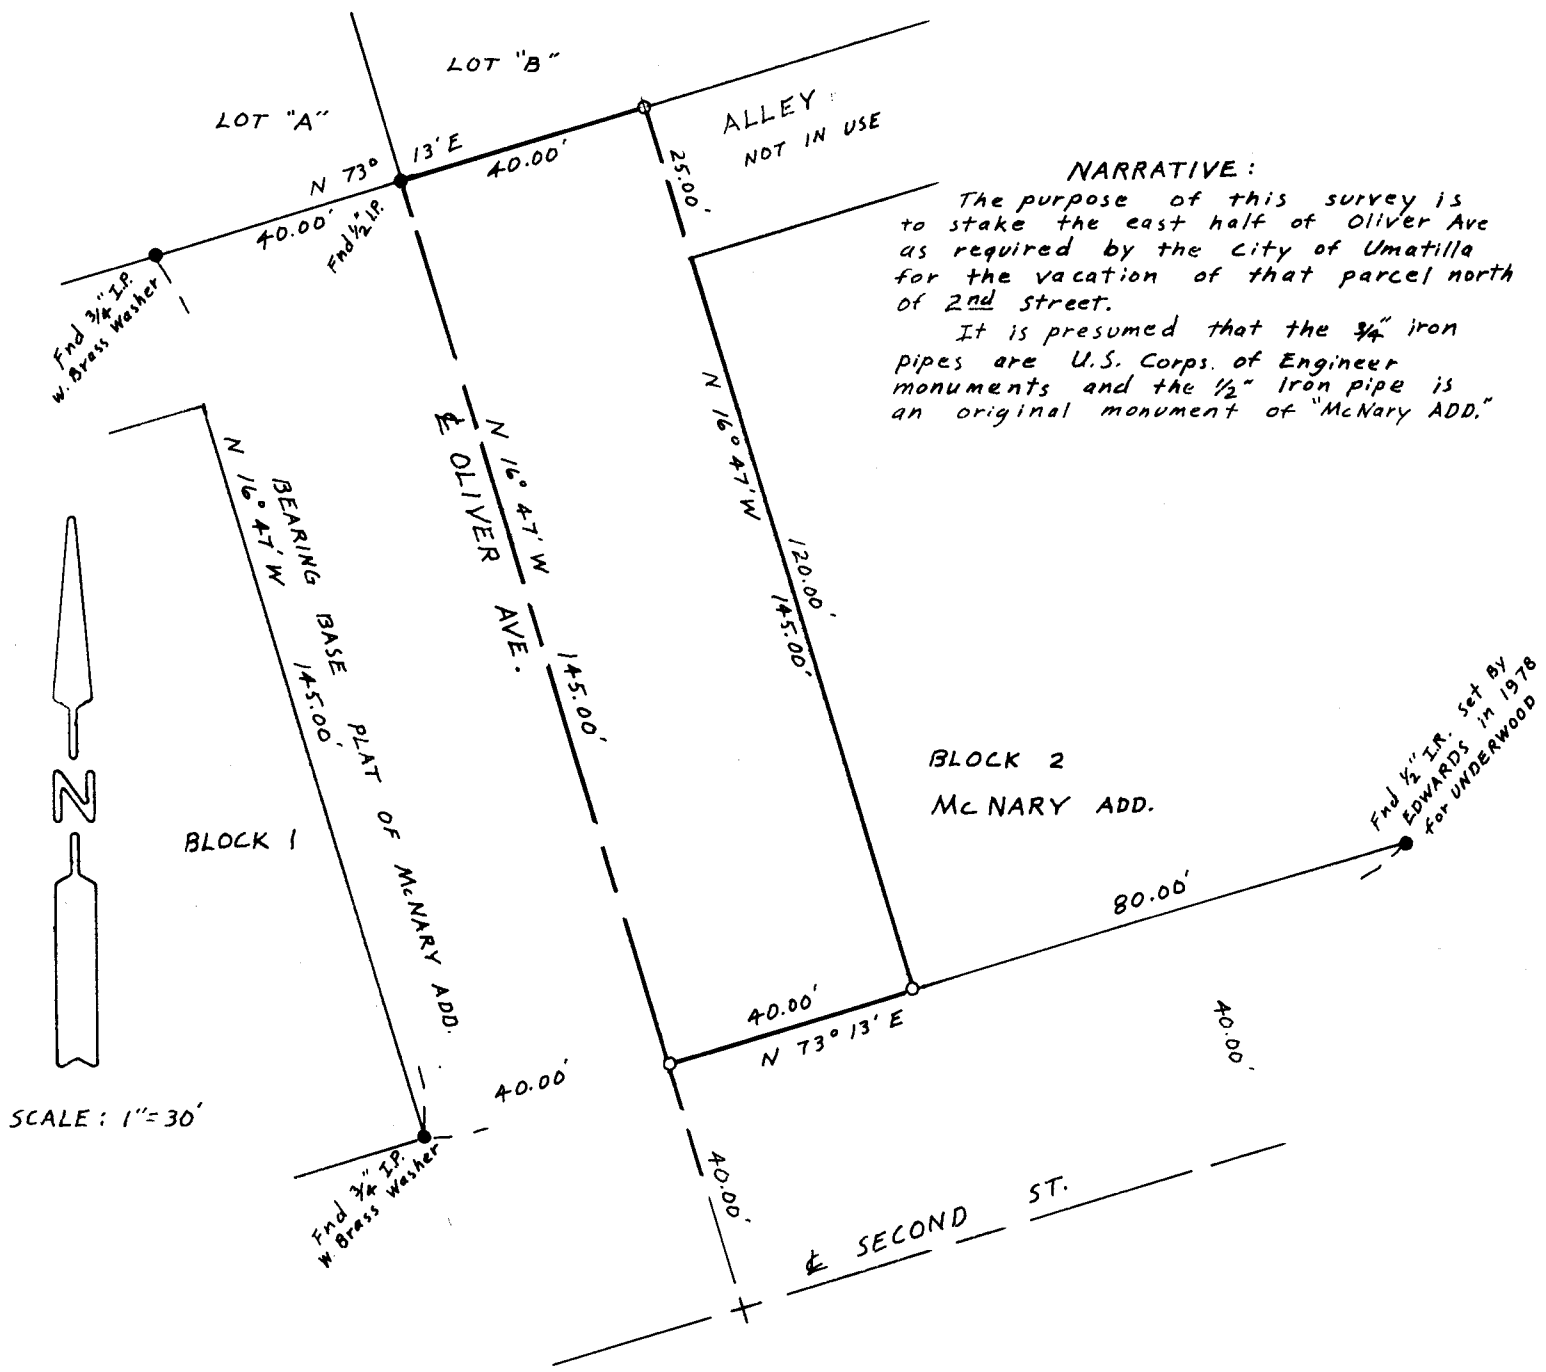 LOT "B"
LOT "A"
ALLEY
NOT IN USE
N 73° 13' E
40.00'
40.00'
25.00'
Fnd ½" I.P.
Fnd ¾" I.P.
W. Brass Washer
NARRATIVE:
The purpose of this survey is
to stake the east half of Oliver Ave
as required by the City of Umatilla
for the vacation of that parcel north
of 2nd street.
It is presumed that the ¾" iron
pipes are U.S. Corps. of Engineer
monuments and the ½" Iron pipe is
an original monument of "McNary ADD."
N 16° 47' W
145.00'
BEARING BASE PLAT OF McNARY ADD.
℄ OLIVER AVE.
N 16° 47' W
145.00'
N 16° 47' W
120.00'
145.00'
N
SCALE: 1"=30'
BLOCK 1
BLOCK 2
McNARY ADD.
Fnd ½" I.R. set By
EDWARDS in 1978
for UNDERWOOD
80.00'
40.00'
N 73° 13' E
40.00'
40.00'
40.00'
Fnd ¾" I.P.
W. Brass Washer
℄ SECOND ST.